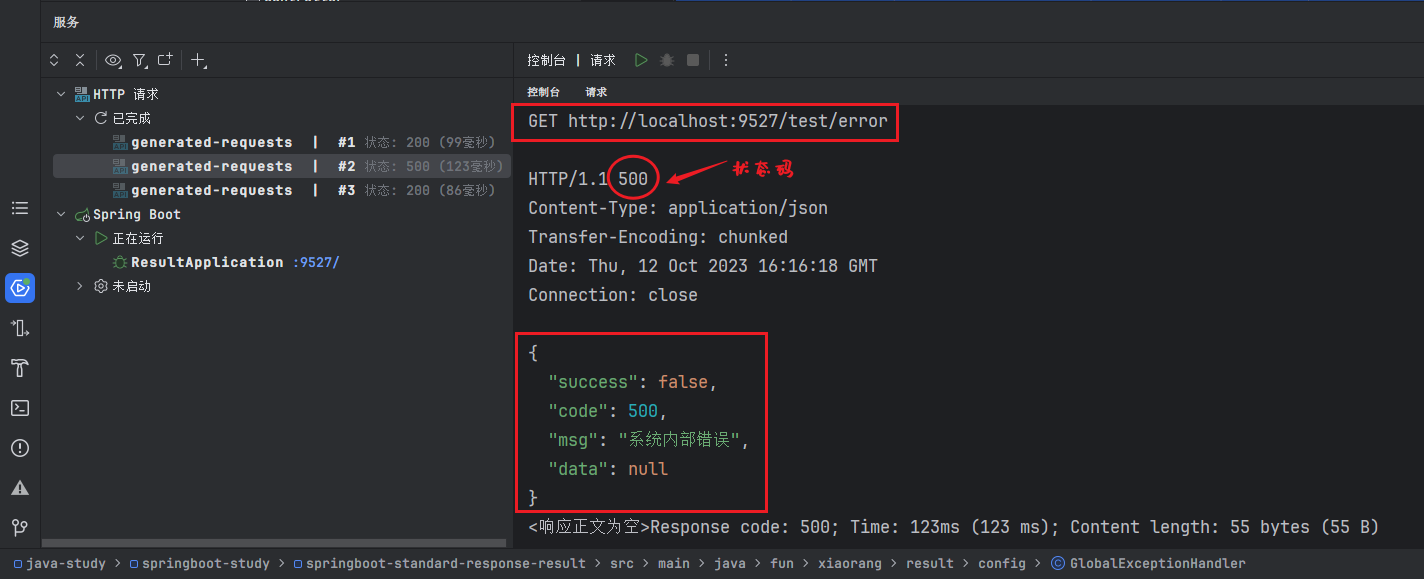 服务
控制台 | 请求
HTTP 请求
控制台 请求
已完成
GET http://localhost:9527/test/error
generated-requests | #1 状态: 200 (99毫秒)
generated-requests | #2 状态: 500 (123毫秒)
generated-requests | #3 状态: 200 (86毫秒)
HTTP/1.1 500
状态码
Content-Type: application/json
Transfer-Encoding: chunked
Date: Thu, 12 Oct 2023 16:16:18 GMT
Connection: close
Spring Boot
正在运行
ResultApplication :9527/
未启动
{
"success": false,
"code": 500,
"msg": "系统内部错误",
"data": null
}
<响应正文为空>Response code: 500; Time: 123ms (123 ms); Content length: 55 bytes (55 B)
java-study > springboot-study > springboot-standard-response-result > src > main > java > fun > xiaorang > result > config > GlobalExceptionHandler